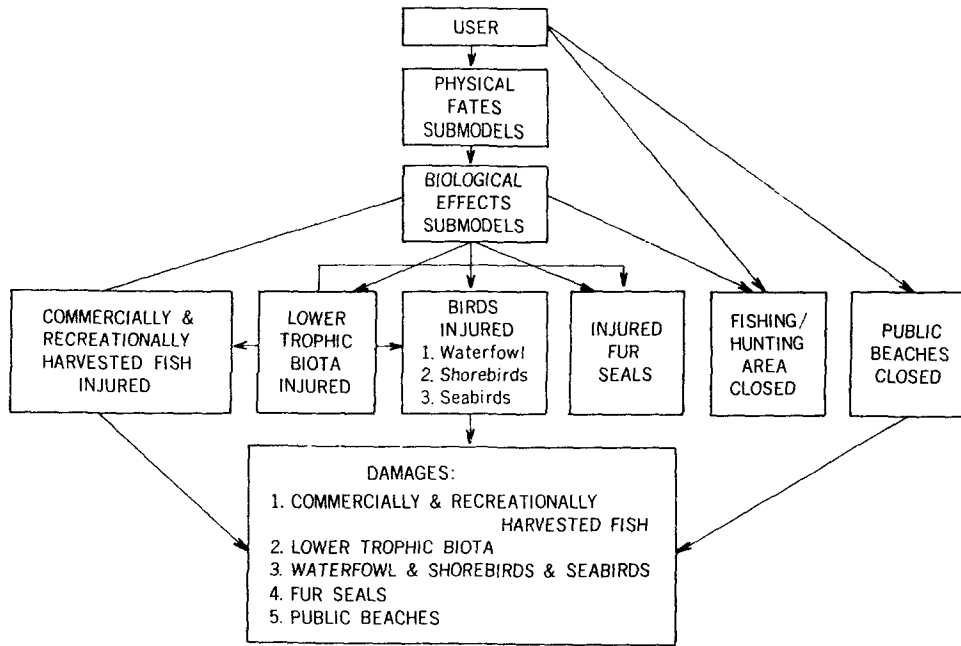 USER
PHYSICAL
FATES
SUBMODELS
BIOLOGICAL
EFFECTS
SUBMODELS
COMMERCIALLY &
RECREATIONALLY
HARVESTED FISH
INJURED
LOWER
TROPHIC
BIOTA
INJURED
BIRDS
INJURED
1. Waterfowl
2. Shorebirds
3. Seabirds
INJURED
FUR
SEALS
FISHING/
HUNTING
AREA
CLOSED
PUBLIC
BEACHES
CLOSED
DAMAGES:
1. COMMERCIALLY & RECREATIONALLY
HARVESTED FISH
2. LOWER TROPHIC BIOTA
3. WATERFOWL & SHOREBIRDS & SEABIRDS
4. FUR SEALS
5. PUBLIC BEACHES